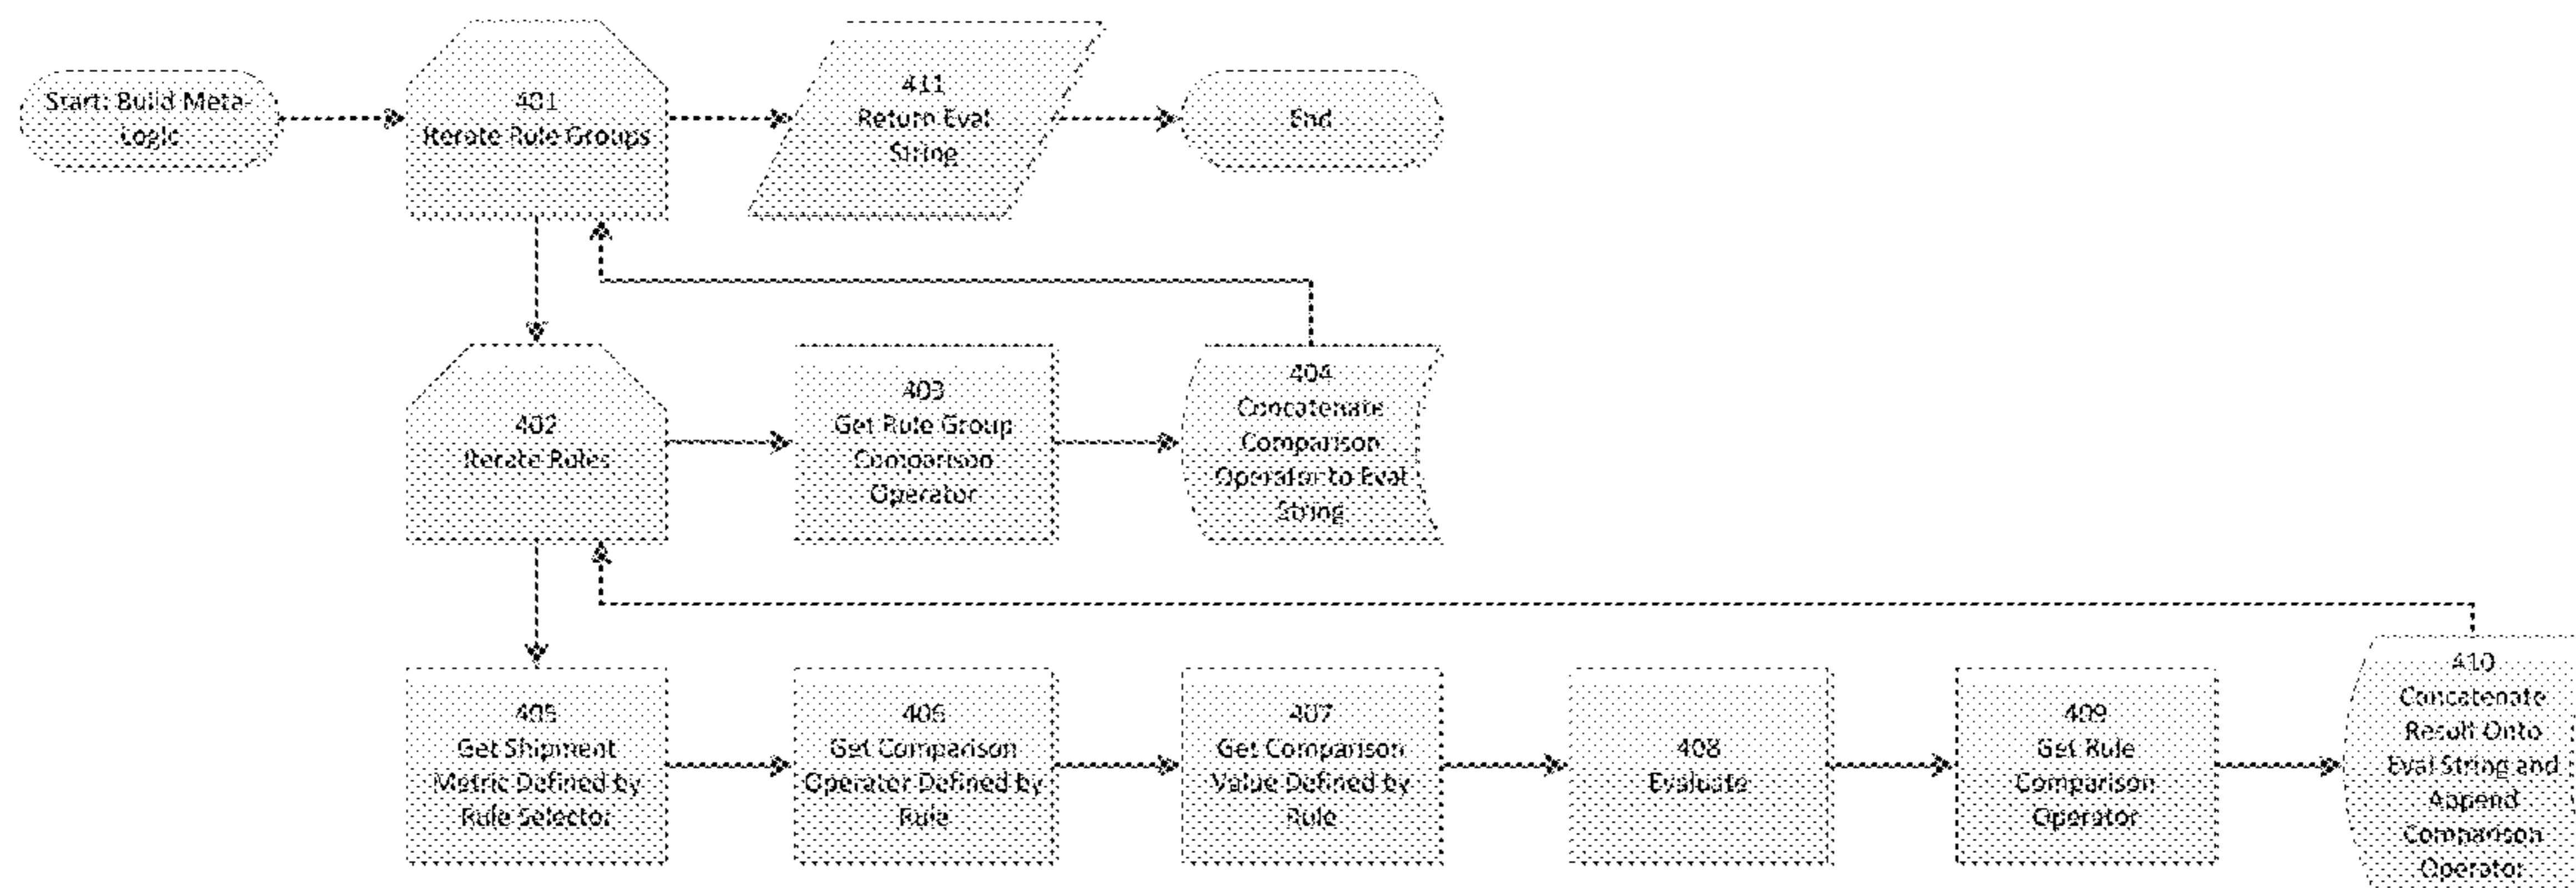 Start: Build Meta-
Logic
401
Iterate Rule Groups
411
Return Eval
String
End
402
Iterate Rules
403
Get Rule Group
Comparison
Operator
404
Concatenate
Comparison
Operator to Eval
String
405
Get Shipment
Metric Defined by
Rule Selector
406
Get Comparison
Operator Defined by
Rule
407
Get Comparison
Value Defined by
Rule
408
Evaluate
409
Get Rule
Comparison
Operator
410
Concatenate
Result Onto
Eval String and
Append
Comparison
Operator